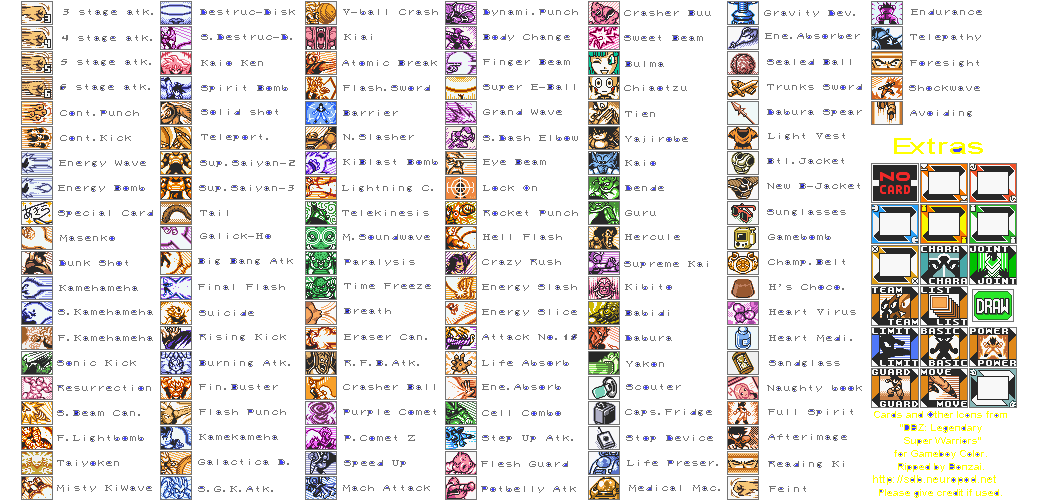 3 stage atk.
4 stage atk.
5 stage atk.
6 stage atk.
Cont.Punch
Cont.Kick
Energy Wave
Energy Bomb
Special Card
Masenko
Dunk Shot
Kamehameha
S.Kamehameha
F.Kamehameha
Sonic Kick
Resurrection
S.Beam Can.
F.Lightbomb
Taiyoken
Misty KiWave
Destruc-Disk
S.Destruc-D.
Kaio Ken
Spirit Bomb
Solid shot
Teleport.
Sup.Saiyan-2
Sup.Saiyan-3
Tail
Galick-Ho
Big Bang Atk
Final Flash
Suicide
Rising Kick
Burning Atk.
Fin.Buster
Flash Punch
Kamekameha
Galactica D.
S.G.K.Atk.
V-ball Crash
Kiai
Atomic Break
Flash.Sword
Barrier
N.Slasher
KiBlast Bomb
Lightning C.
Telekinesis
M.Soundwave
Paralysis
Time Freeze
Breath
Eraser Can.
R.F.B.Atk.
Crasher Ball
Purple Comet
P.Comet Z
Speed Up
Mach Attack
Dynami.Punch
Body Change
Finger Beam
Super E-Ball
Grand Wave
S.Dash Elbow
Eye Beam
Lock On
Rocket Punch
Hell Flash
Crazy Rush
Energy Slash
Energy Slice
Attack No.18
Life Absorb
Ene.Absorb
Cell Combo
Step Up Atk.
Flesh Guard
Potbelly Atk
Crasher Buu
Sweet Beam
Bulma
Chiaotzu
Tien
Yajirobe
Kaio
Dende
Guru
Hercule
Supreme Kai
Kibito
Babidi
Dabura
Yakon
Scouter
Caps.Fridge
Stop Device
Life Preser.
Medical Mac.
Gravity Dev.
Ene.Absorber
Sealed Ball
Trunks Sword
Dabura Spear
Light Vest
Btl.Jacket
New B-Jacket
Sunglasses
Gamebomb
Champ.Belt
H's Choco.
Heart Virus
Heart Medi.
Sandglass
Naughty book
Full Spirit
Afterimage
Reading Ki
Feint
Endurance
Telepathy
Foresight
Shockwave
Avoiding
Extras
NO CARD
CHARA
CHARA
JOINT
JOINT
TEAM
TEAM
LIST
LIST
DRAW
LIMIT
LIMIT
BASIC
BASIC
POWER
POWER
GUARD
GUARD
MOVE
MOVE
Cards and other Icons from
"DBZ: Legendary
Super Warriors"
for Gameboy Color.
Ripped by Bonzai.
Please give credit if used